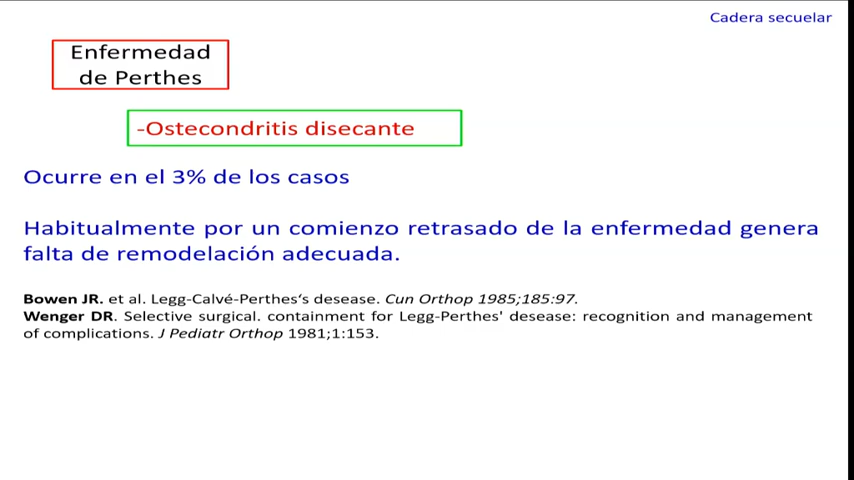 Cadera secuelar
Enfermedad
de Perthes
-Ostecondritis disecante
Ocurre en el 3% de los casos
Habitualmente por un comienzo retrasado de la enfermedad genera
falta de remodelación adecuada.
Bowen JR. et al. Legg-Calvé-Perthes‘s desease. Cun Orthop 1985;185:97.
Wenger DR. Selective surgical. containment for Legg-Perthes' desease: recognition and management
of complications. J Pediatr Orthop 1981;1:153.